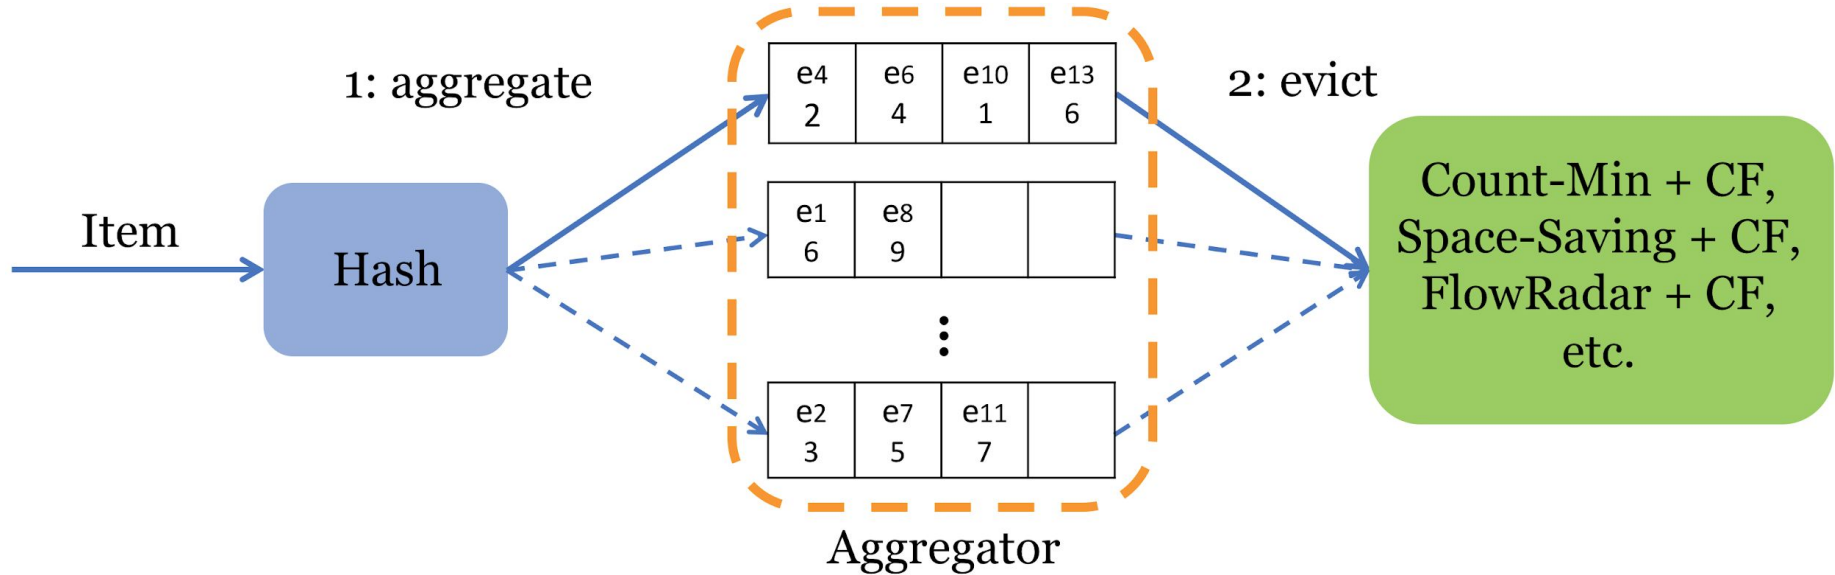 1: aggregate
2: evict
Item
Hash
e4 e6 e10 e13
2 4 1 6
e1 e8
6 9
e2 e7 e11
3 5 7
Aggregator
Count-Min + CF,
Space-Saving + CF,
FlowRadar + CF,
etc.